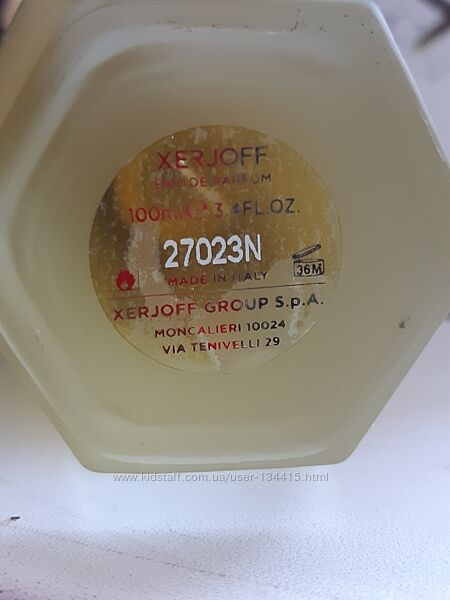 XERJOFF
EAU DE PARFUM
100ml ℮ 3.4FL.OZ.
27023N
MADE IN ITALY
36M
XERJOFF GROUP S.p.A.
MONCALIERI 10024
VIA TENIVELLI 29
www.kidstaff.com.ua/user-134415.html